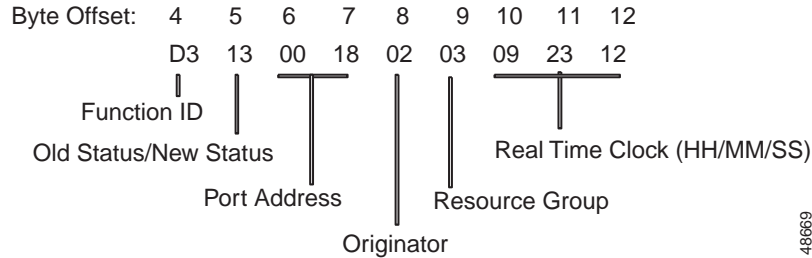 Byte Offset: 4 5 6 7 8 9 10 11 12
D3 13 00 18 02 03 09 23 12
Function ID
Old Status/New Status
Real Time Clock (HH/MM/SS)
Port Address
Resource Group
Originator
48669